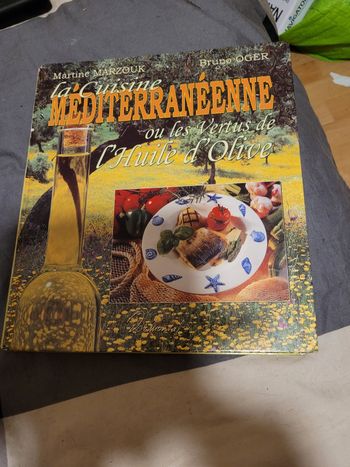 Martine MARZOUK Bruno OGER
la Cuisine
MÉDITERRANÉENNE
ou les Vertus de
l'Huile d'Olive